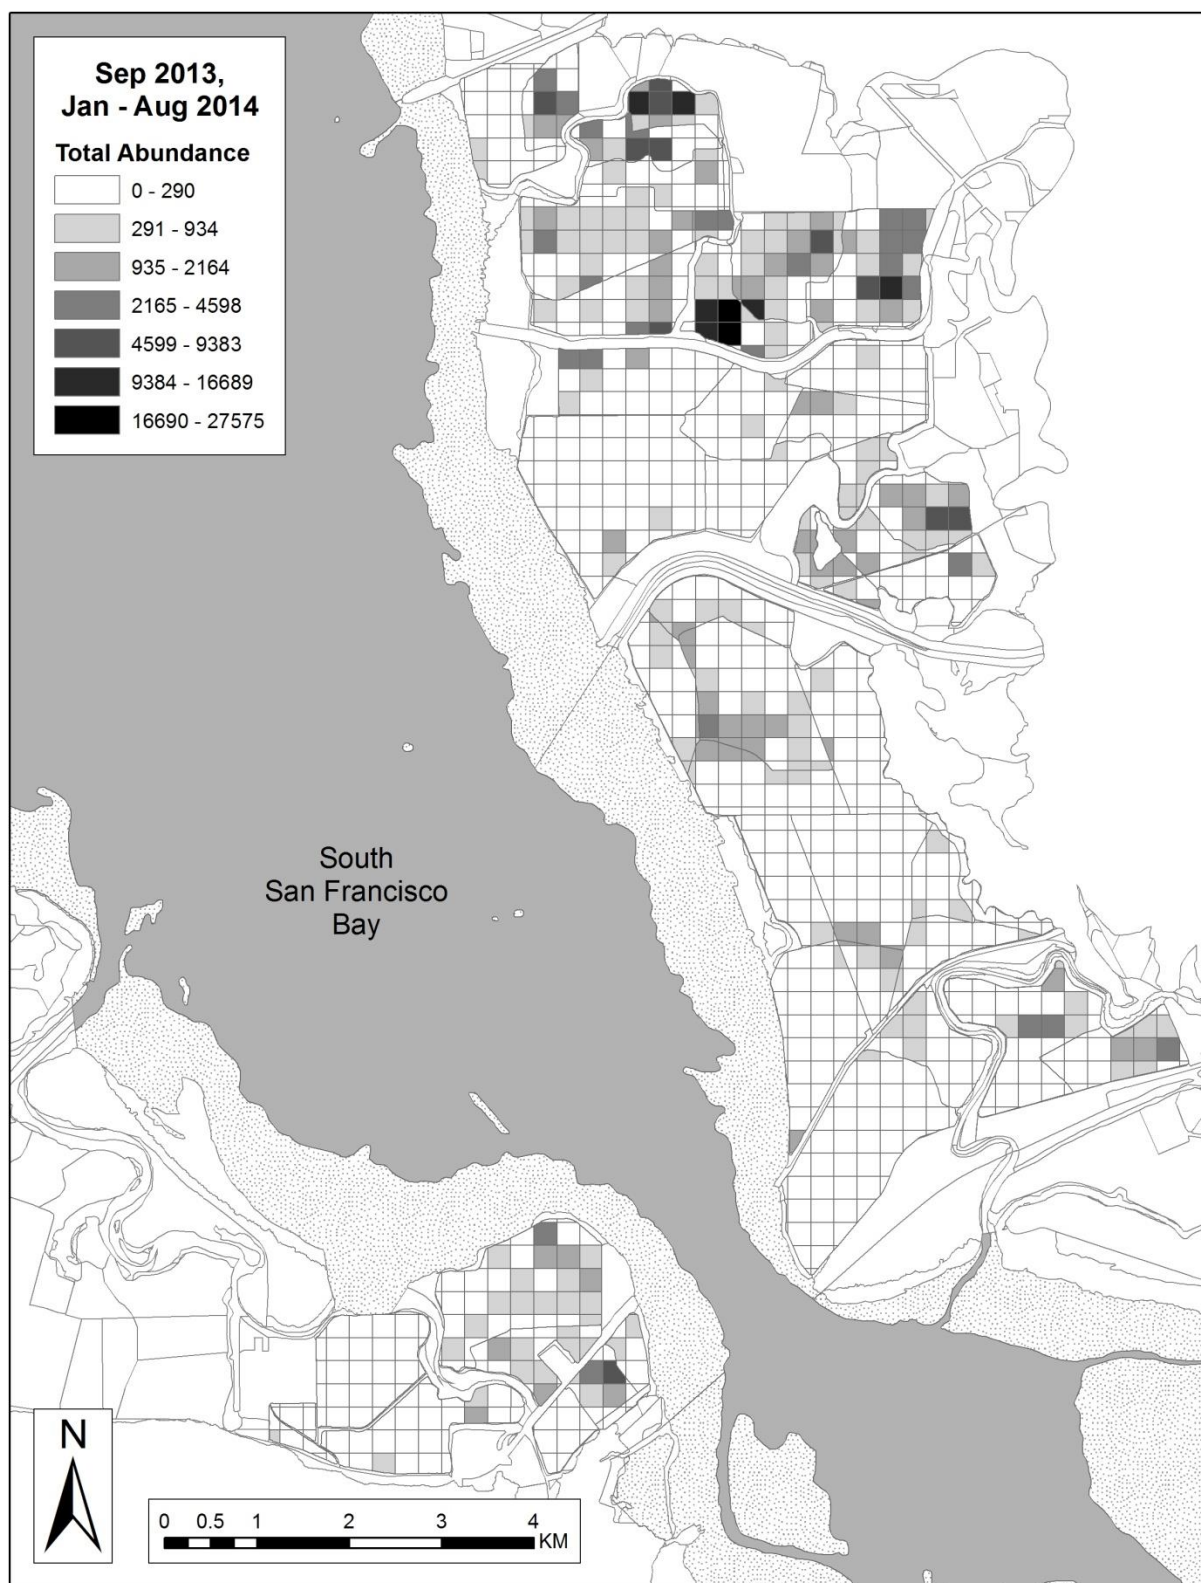 Sep 2013,
Jan - Aug 2014
Total Abundance
0 - 290
291 - 934
935 - 2164
2165 - 4598
4599 - 9383
9384 - 16689
16690 - 27575
South
San Francisco
Bay
N
0 0.5 1 2 3 4
KM